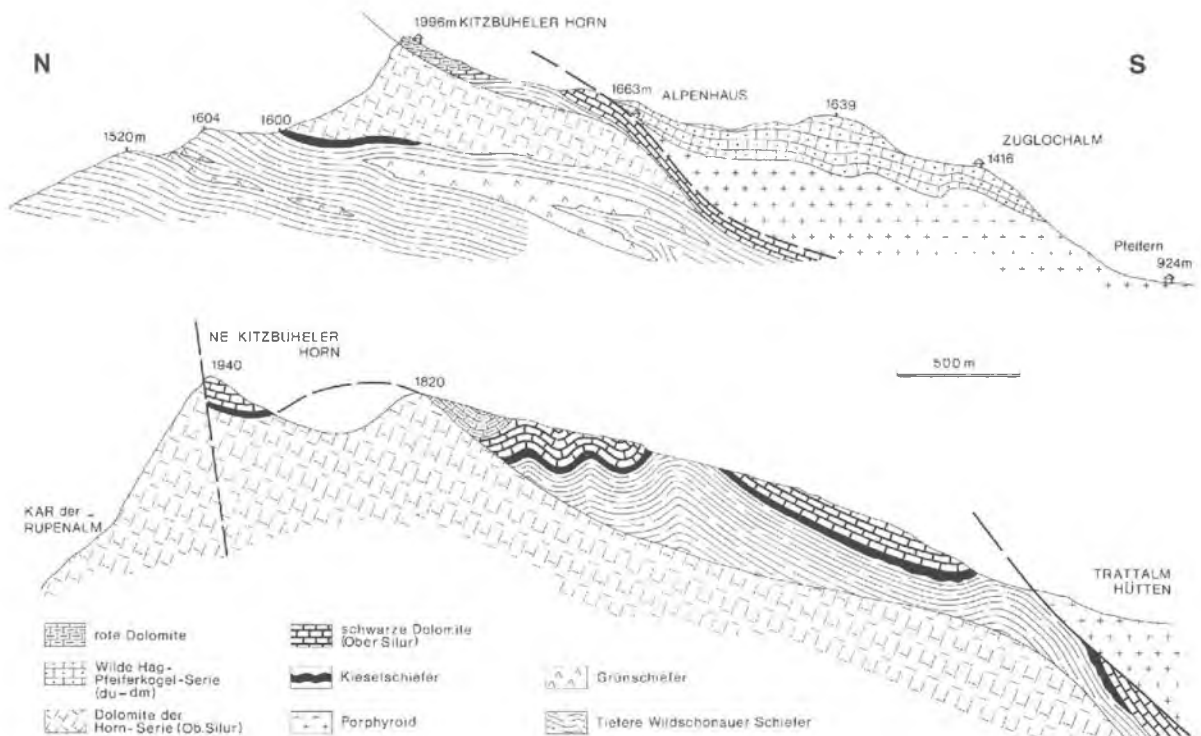 N
S
1996m KITZBÜHELER HORN
1663m
ALPENHAUS
1639
1604
1600
1520m
ZUGLOCHALM
1416
Pfeifern
924m
NE KITZBUHELER
HORN
1940
1820
500 m
KAR der
RUPENALM
TRATTALM
HÜTTEN
rote Dolomite
schwarze Dolomite
(Ober Silur)
Wilde Hag-
Pfeiferkogel-Serie
(du-dm)
Kieselschiefer
Grünschiefer
Dolomite der
Horn-Serie (Ob. Silur)
Porphyroid
Tiefere Wildschonauer Schiefer